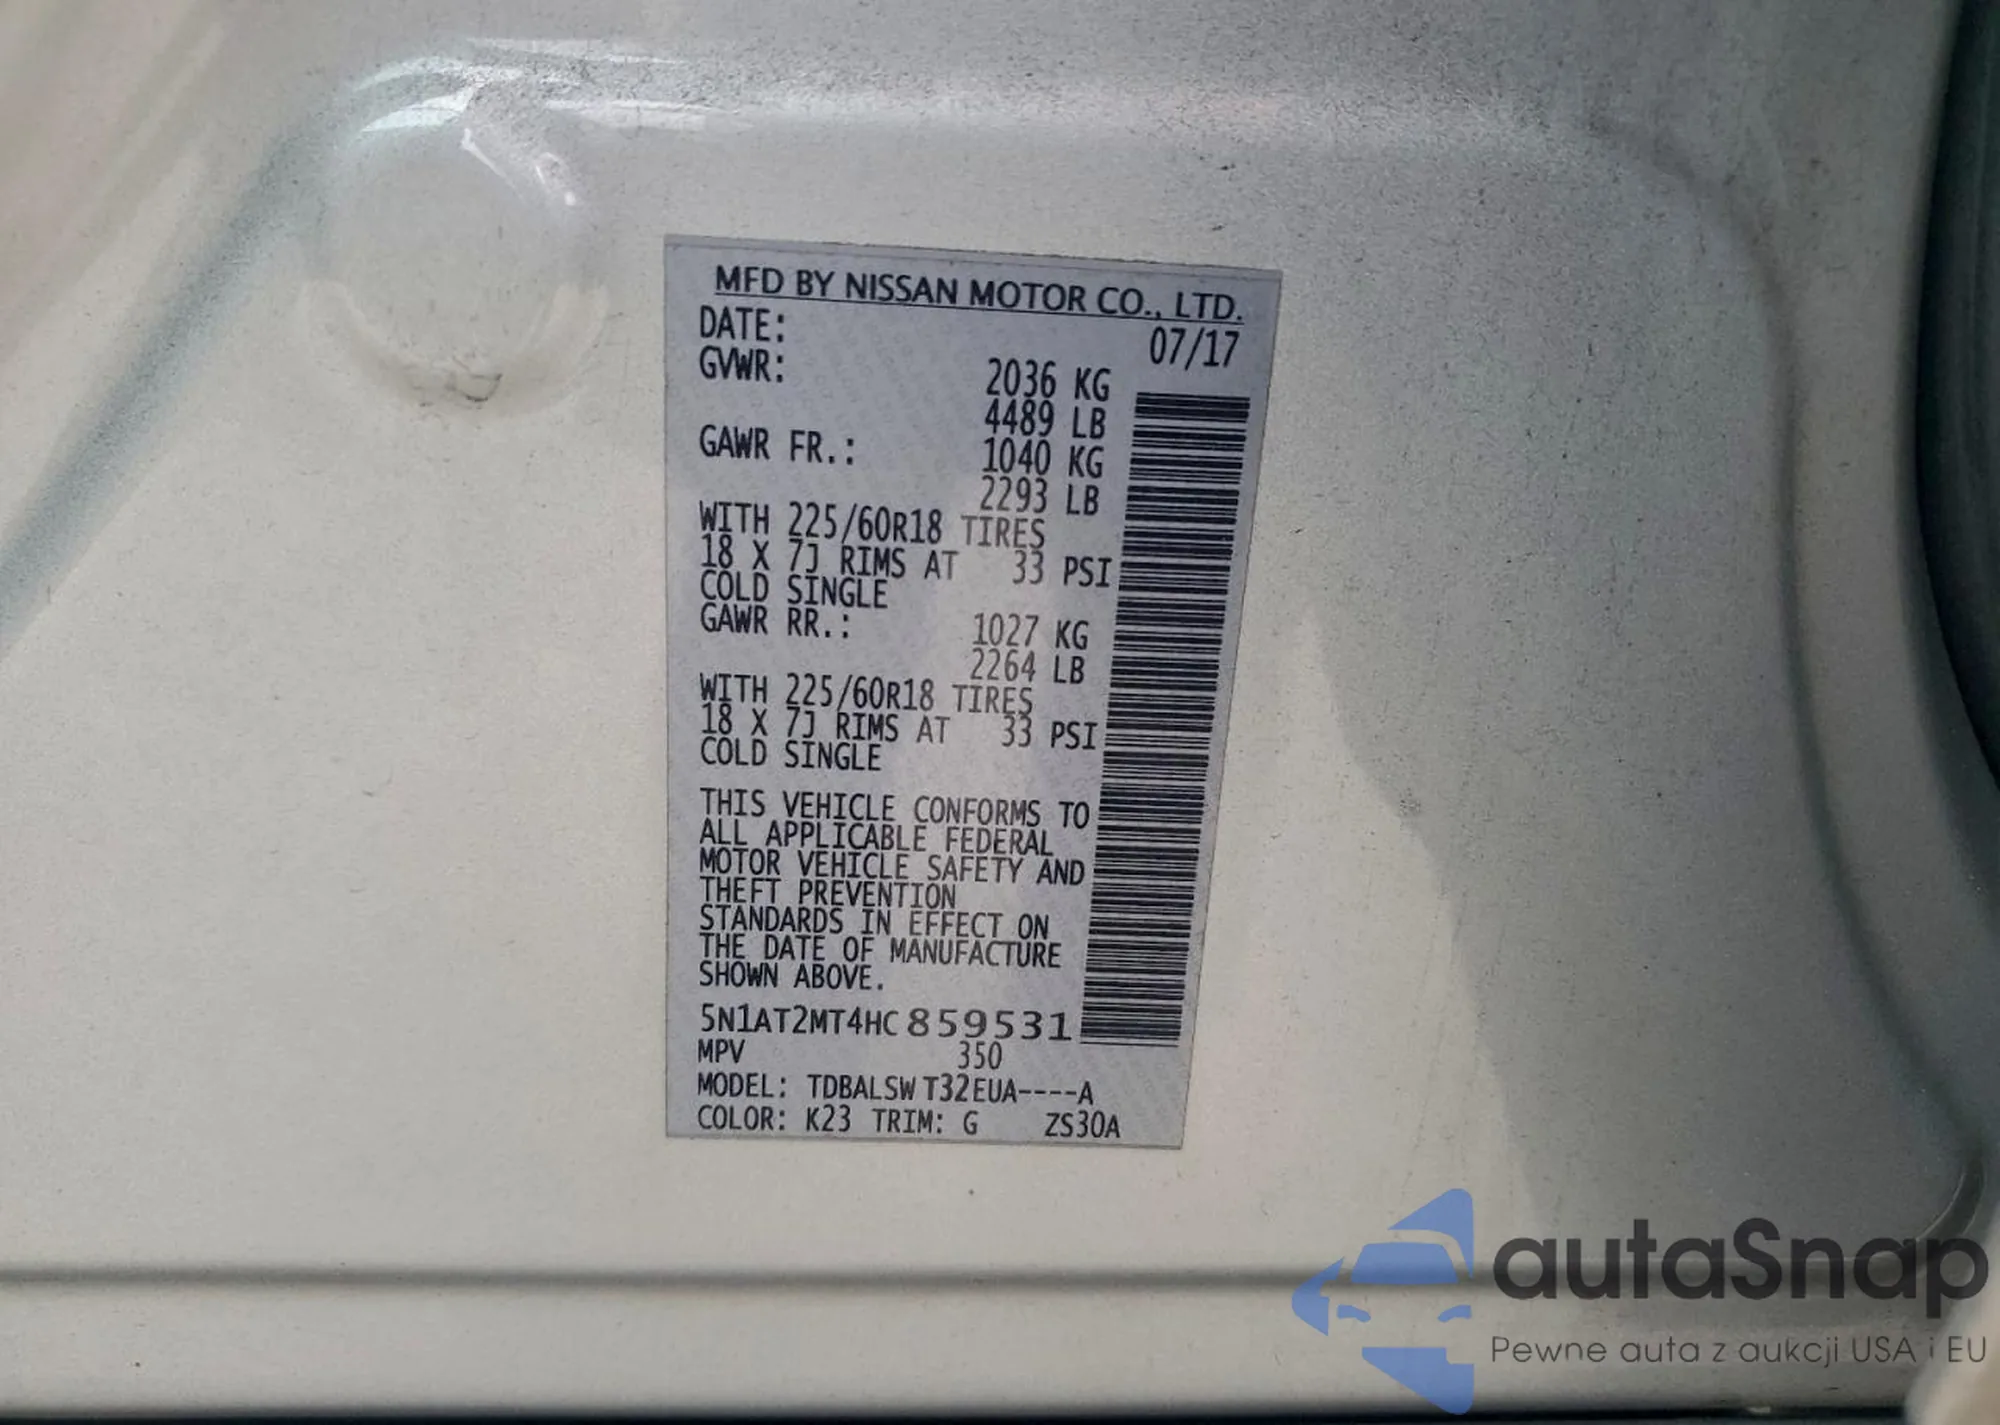 MFD BY NISSAN MOTOR CO., LTD.
DATE: 07/17
GVWR: 2036 KG
4489 LB
GAWR FR.: 1040 KG
2293 LB
WITH 225/60R18 TIRES
18 X 7J RIMS AT 33 PSI
COLD SINGLE
GAWR RR.: 1027 KG
2264 LB
WITH 225/60R18 TIRES
18 X 7J RIMS AT 33 PSI
COLD SINGLE
THIS VEHICLE CONFORMS TO
ALL APPLICABLE FEDERAL
MOTOR VEHICLE SAFETY AND
THEFT PREVENTION
STANDARDS IN EFFECT ON
THE DATE OF MANUFACTURE
SHOWN ABOVE.
5N1AT2MT4HC859531
MPV 350
MODEL: TDBALSW T32EUA----A
COLOR: K23 TRIM: G ZS30A
autaSnap
Pewne auta z aukcji USA i EU